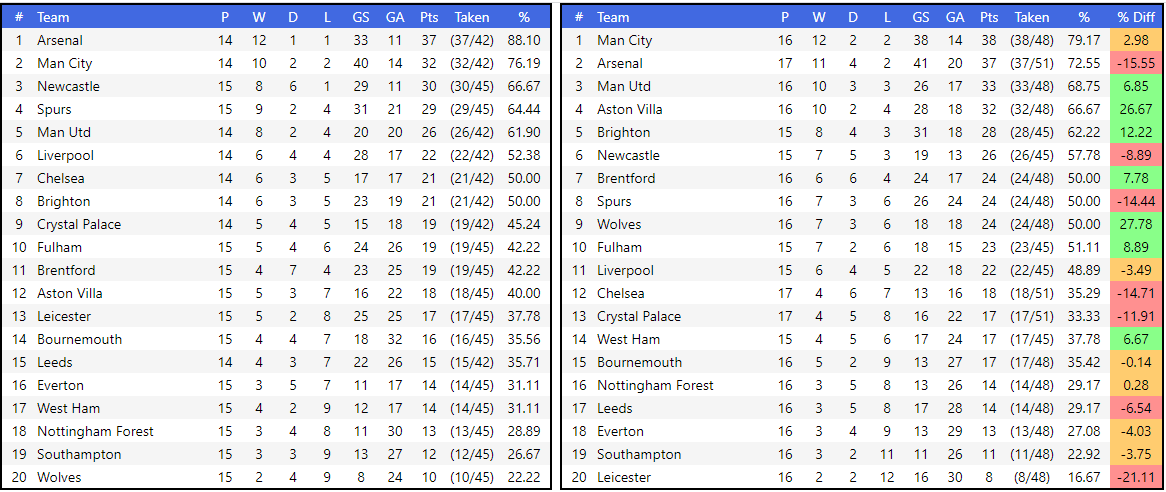 # Team P W D L GS GA Pts Taken %
1 Arsenal 14 12 1 1 33 11 37 (37/42) 88.10
2 Man City 14 10 2 2 40 14 32 (32/42) 76.19
3 Newcastle 15 8 6 1 29 11 30 (30/45) 66.67
4 Spurs 15 9 2 4 31 21 29 (29/45) 64.44
5 Man Utd 14 8 2 4 20 20 26 (26/42) 61.90
6 Liverpool 14 6 4 4 28 17 22 (22/42) 52.38
7 Chelsea 14 6 3 5 17 17 21 (21/42) 50.00
8 Brighton 14 6 3 5 23 19 21 (21/42) 50.00
9 Crystal Palace 14 5 4 5 15 18 19 (19/42) 45.24
10 Fulham 15 5 4 6 24 26 19 (19/45) 42.22
11 Brentford 15 4 7 4 23 25 19 (19/45) 42.22
12 Aston Villa 15 5 3 7 16 22 18 (18/45) 40.00
13 Leicester 15 5 2 8 25 25 17 (17/45) 37.78
14 Bournemouth 15 4 4 7 18 32 16 (16/45) 35.56
15 Leeds 14 4 3 7 22 26 15 (15/42) 35.71
16 Everton 15 3 5 7 11 17 14 (14/45) 31.11
17 West Ham 15 4 2 9 12 17 14 (14/45) 31.11
18 Nottingham Forest 15 3 4 8 11 30 13 (13/45) 28.89
19 Southampton 15 3 3 9 13 27 12 (12/45) 26.67
20 Wolves 15 2 4 9 8 24 10 (10/45) 22.22
# Team P W D L GS GA Pts Taken % % Diff
1 Man City 16 12 2 2 38 14 38 (38/48) 79.17 2.98
2 Arsenal 17 11 4 2 41 20 37 (37/51) 72.55 -15.55
3 Man Utd 16 10 3 3 26 17 33 (33/48) 68.75 6.85
4 Aston Villa 16 10 2 4 28 18 32 (32/48) 66.67 26.67
5 Brighton 15 8 4 3 31 18 28 (28/45) 62.22 12.22
6 Newcastle 15 7 5 3 19 13 26 (26/45) 57.78 -8.89
7 Brentford 16 6 6 4 24 17 24 (24/48) 50.00 7.78
8 Spurs 16 7 3 6 26 24 24 (24/48) 50.00 -14.44
9 Wolves 16 7 3 6 18 18 24 (24/48) 50.00 27.78
10 Fulham 15 7 2 6 18 15 23 (23/45) 51.11 8.89
11 Liverpool 15 6 4 5 22 18 22 (22/45) 48.89 -3.49
12 Chelsea 17 4 6 7 13 16 18 (18/51) 35.29 -14.71
13 Crystal Palace 17 4 5 8 16 22 17 (17/51) 33.33 -11.91
14 West Ham 15 4 5 6 17 24 17 (17/45) 37.78 6.67
15 Bournemouth 16 5 2 9 13 27 17 (17/48) 35.42 -0.14
16 Nottingham Forest 16 3 5 8 13 26 14 (14/48) 29.17 0.28
17 Leeds 16 3 5 8 17 28 14 (14/48) 29.17 -6.54
18 Everton 16 3 4 9 13 29 13 (13/48) 27.08 -4.03
19 Southampton 16 3 2 11 11 26 11 (11/48) 22.92 -3.75
20 Leicester 16 2 2 12 16 30 8 (8/48) 16.67 -21.11